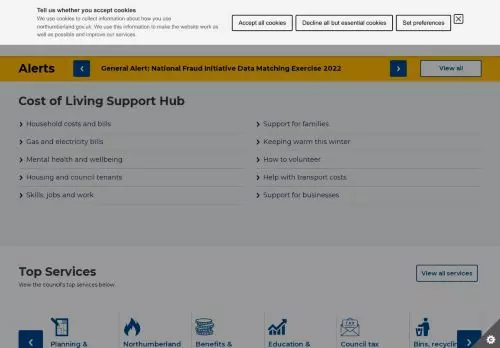 Tell us whether you accept cookies
We use cookies to collect information about how you use
northumberland.gov.uk. We use this information to make the website work as
well as possible and improve our services.
Accept all cookies
Decline all but essential cookies
Set preferences
Alerts
General Alert: National Fraud Initiative Data Matching Exercise 2022
View all
Cost of Living Support Hub
Household costs and bills
Support for families
Gas and electricity bills
Keeping warm this winter
Mental health and wellbeing
How to volunteer
Housing and council tenants
Help with transport costs
Skills, jobs and work
Support for businesses
Top Services
View all services
View the council's top services below
Planning &
Northumberland
Benefits &
Education &
Council tax
Bins, recycling